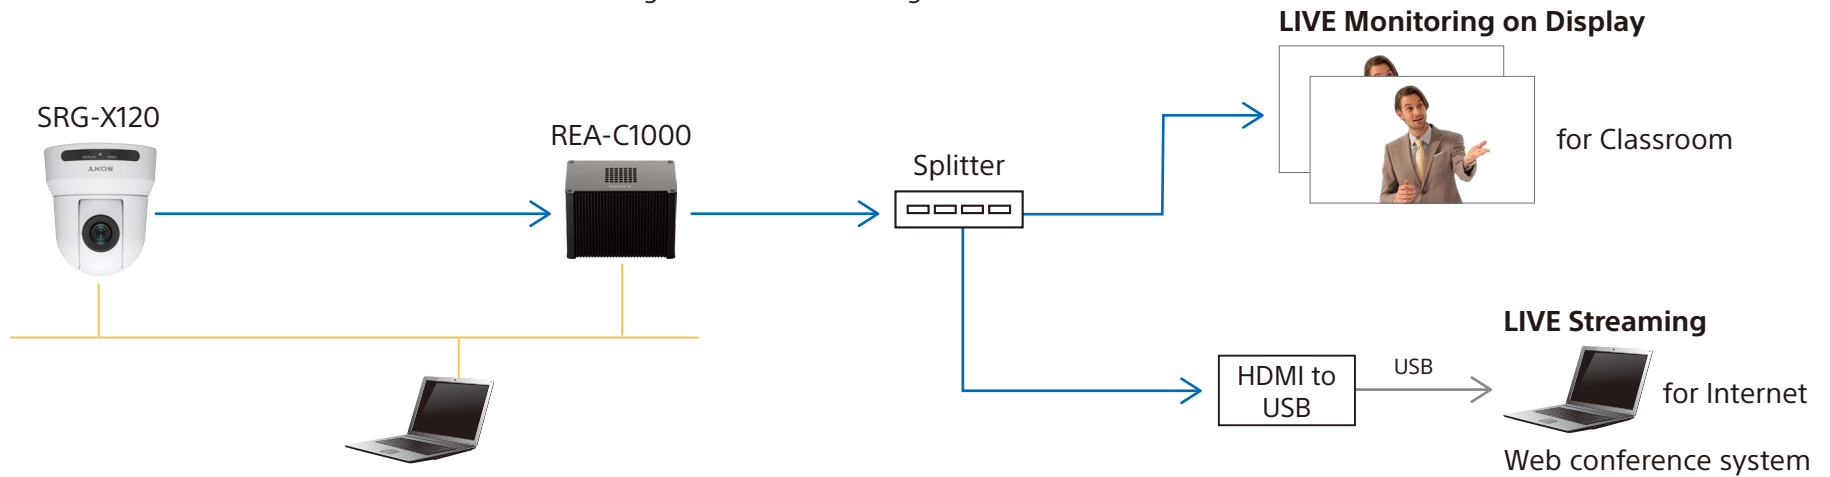 LIVE Monitoring on Display
SRG-X120
REA-C1000
SONY
Splitter
for Classroom
LIVE Streaming
HDMI to
USB
USB
for Internet
Web conference system